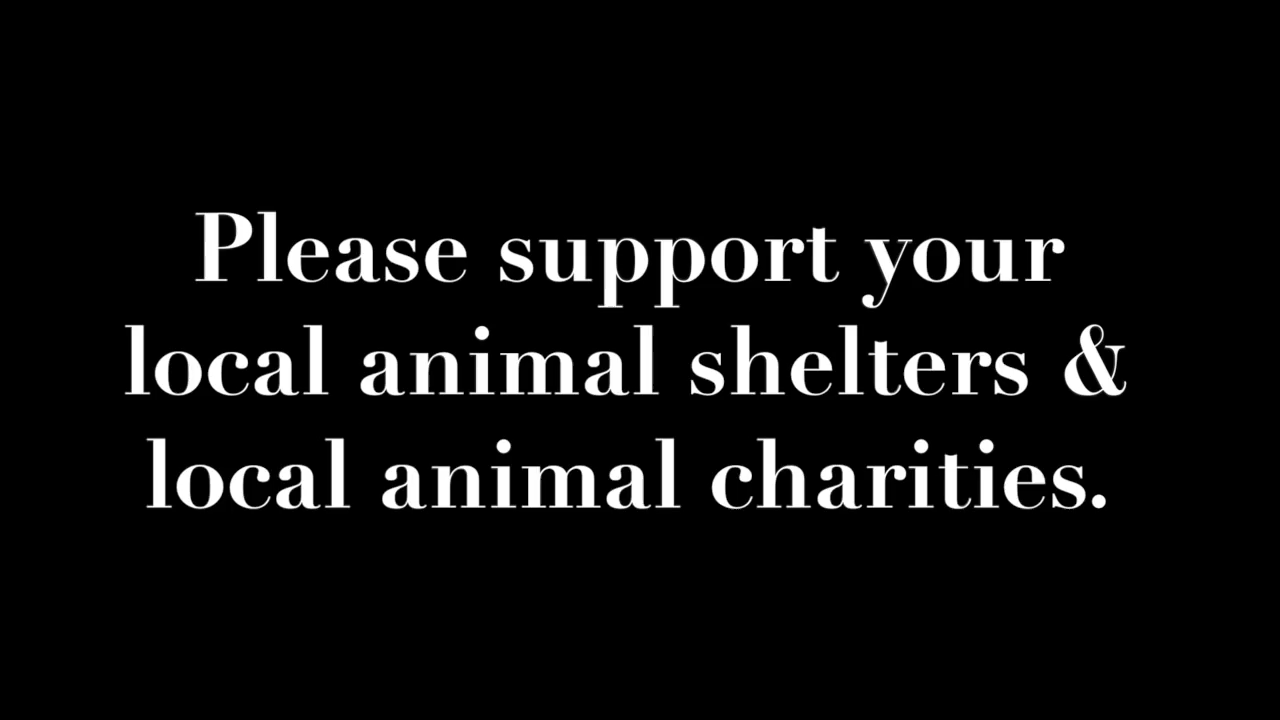 Please support your
local animal shelters &
local animal charities.